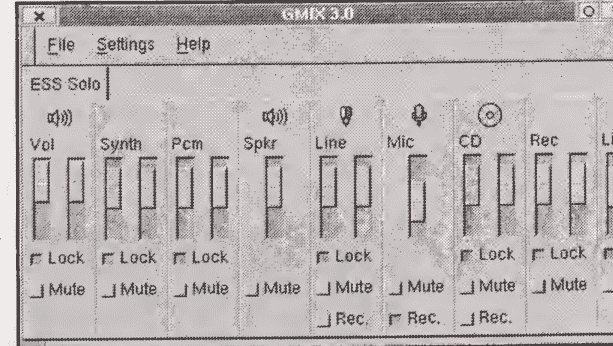 GMIX 3.0
File Settings Help
ESS Solo
Vol Synth Pcm Spkr Line Mic CD Rec Li
Lock Lock Lock Lock Lock Lock
Mute Mute Mute Mute Mute Mute Mute Mute
Rec. Rec. Rec.